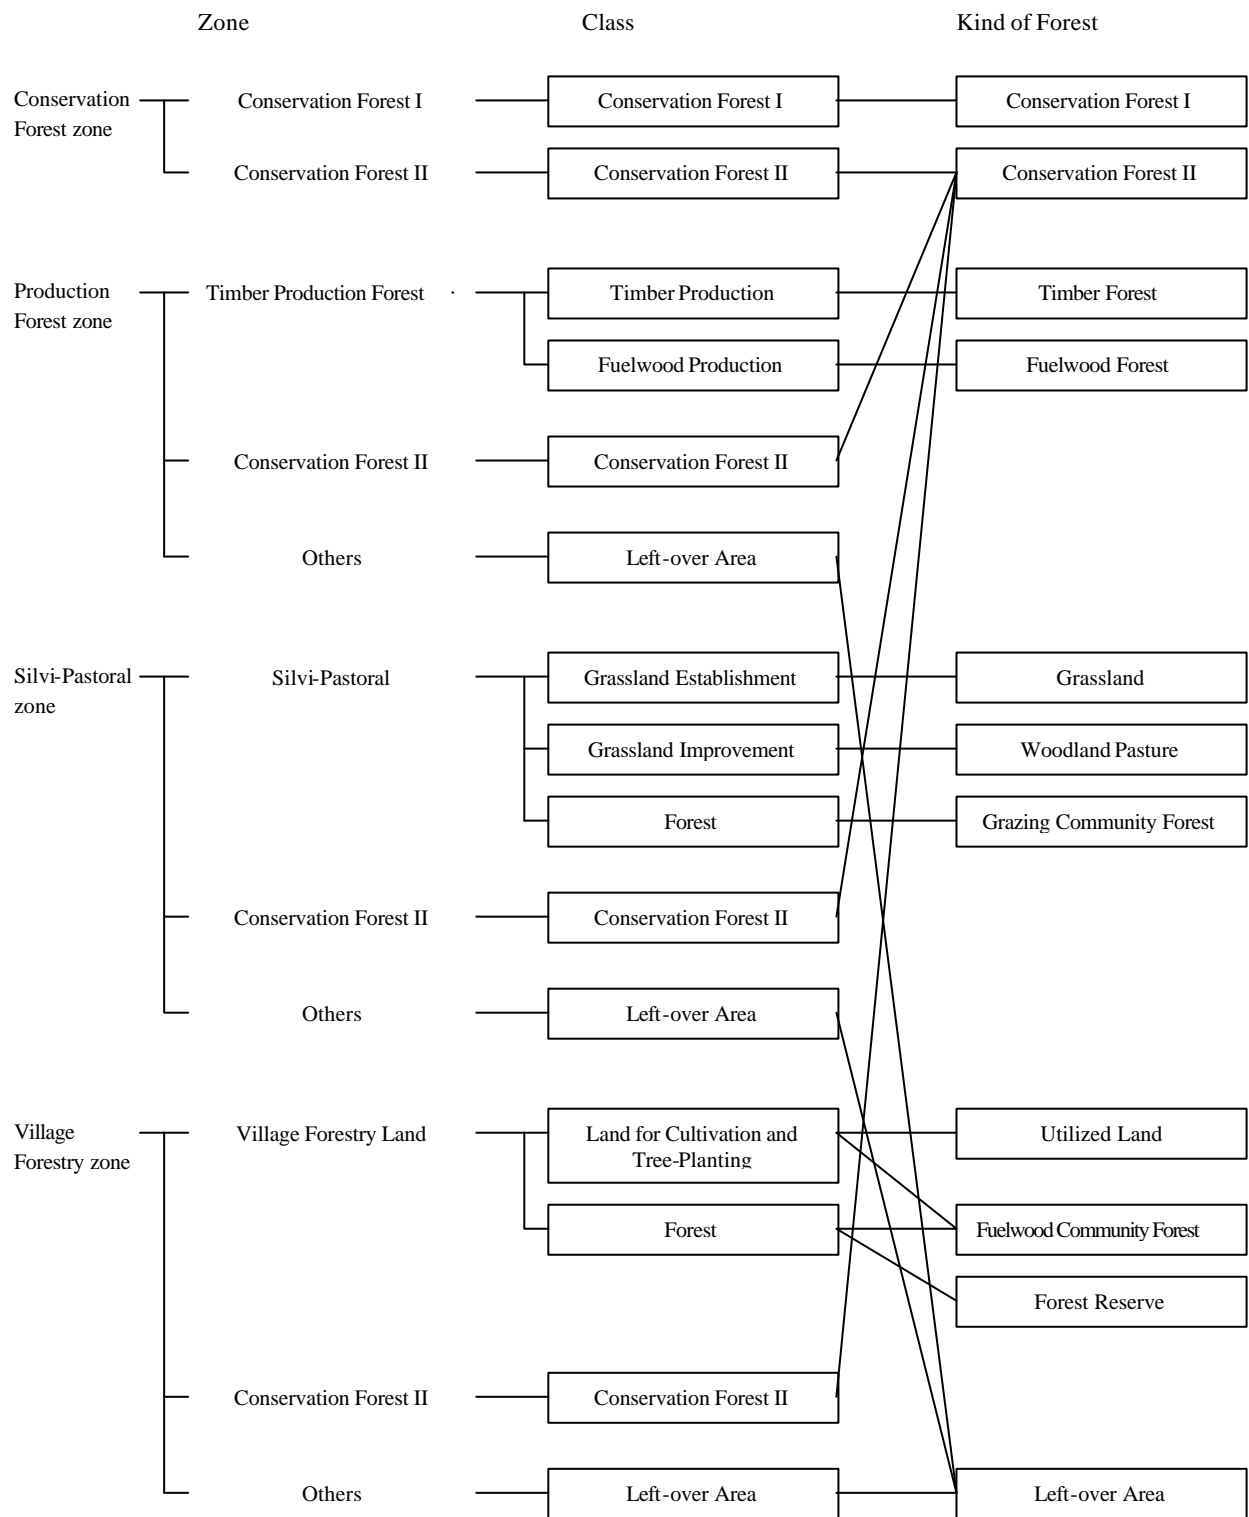 Zone Class Kind of Forest
Conservation Forest I Conservation Forest I Conservation Forest I
Conservation
Forest zone
Conservation Forest II Conservation Forest II Conservation Forest II
Production
Forest zone
Timber Production Forest Timber Production Timber Forest
Fuelwood Production Fuelwood Forest
Conservation Forest II Conservation Forest II
Others Left-over Area
Silvi-Pastoral
zone
Silvi-Pastoral Grassland Establishment Grassland
Grassland Improvement Woodland Pasture
Forest Grazing Community Forest
Conservation Forest II Conservation Forest II
Others Left-over Area
Village
Forestry zone
Village Forestry Land Land for Cultivation and Utilized Land
Tree-Planting
Forest Fuelwood Community Forest
Forest Reserve
Conservation Forest II Conservation Forest II
Others Left-over Area Left-over Area